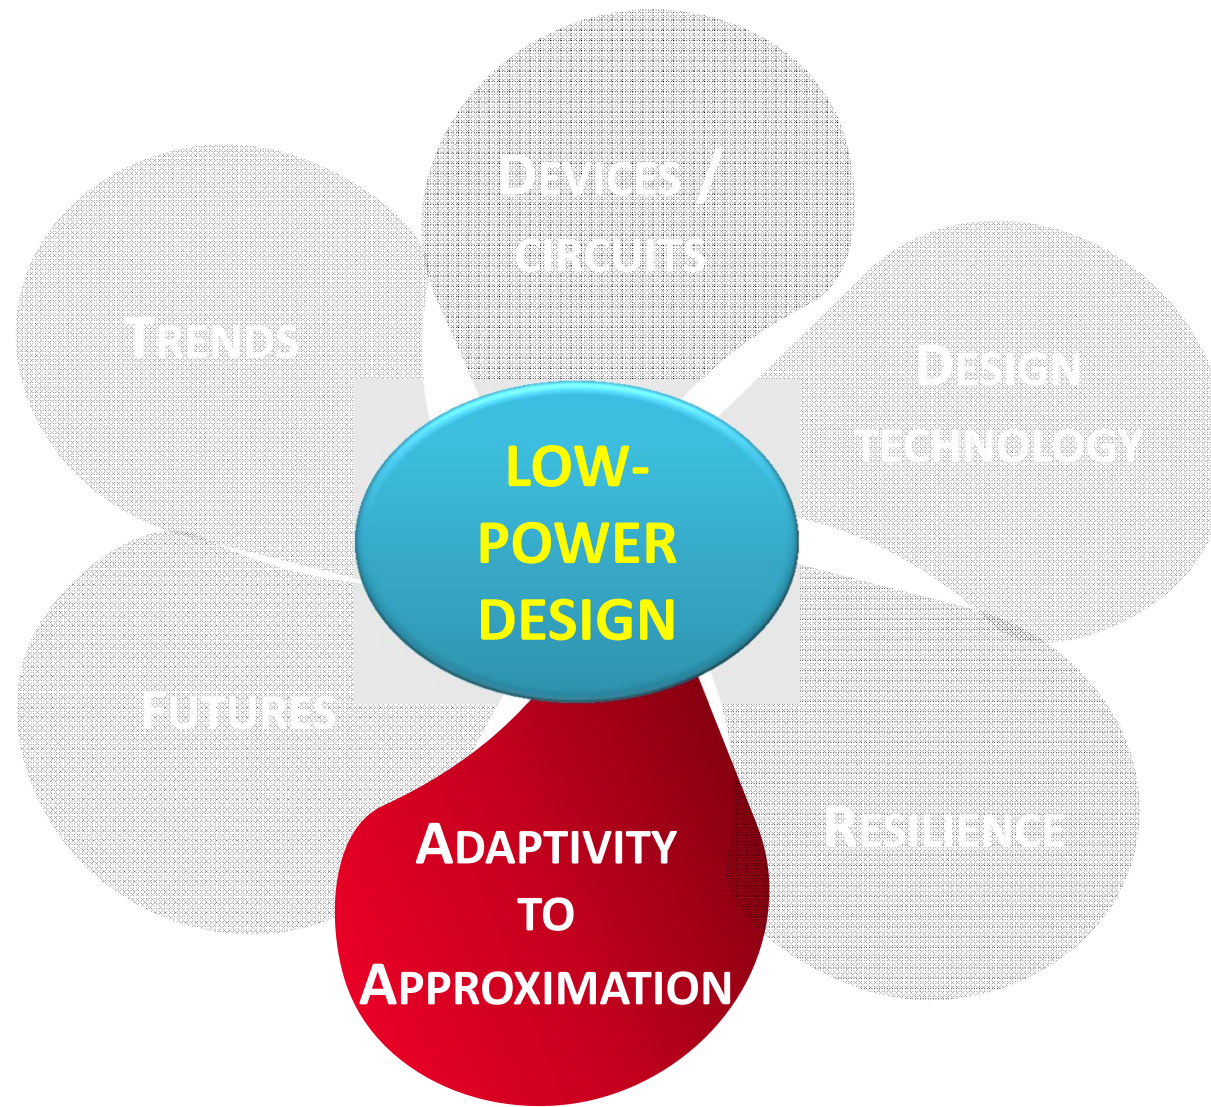 DEVICES /
CIRCUITS
TRENDS
DESIGN
TECHNOLOGY
LOW-
POWER
DESIGN
FUTURES
RESILIENCE
ADAPTIVITY
TO
APPROXIMATION